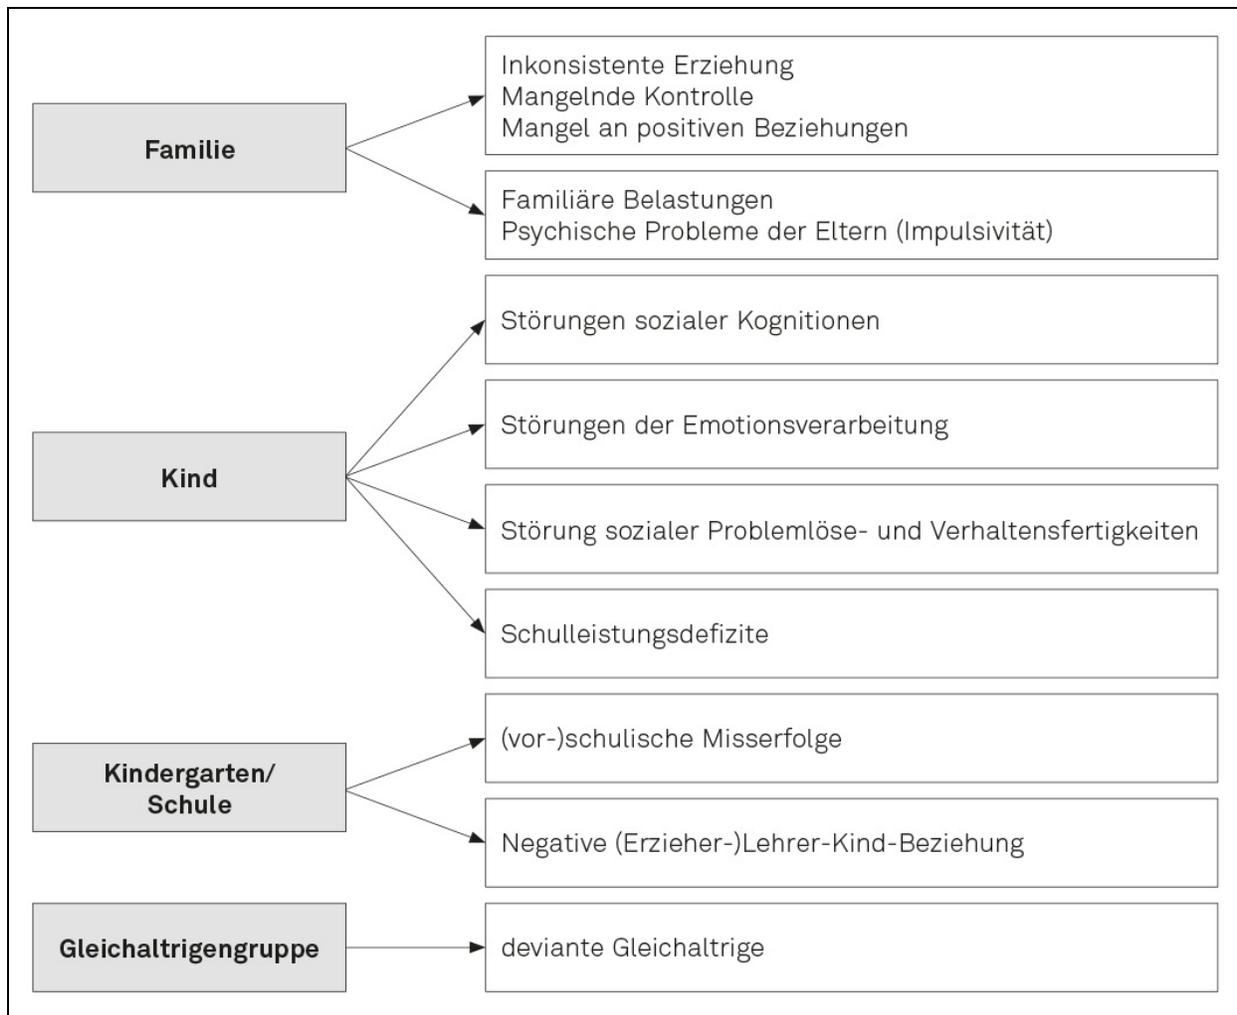 Familie
Inkonsistente Erziehung
Mangelnde Kontrolle
Mangel an positiven Beziehungen
Familiäre Belastungen
Psychische Probleme der Eltern (Impulsivität)
Kind
Störungen sozialer Kognitionen
Störungen der Emotionsverarbeitung
Störung sozialer Problemlöse- und Verhaltensfertigkeiten
Schulleistungsdefizite
Kindergarten/
Schule
(vor-)schulische Misserfolge
Negative (Erzieher-)Lehrer-Kind-Beziehung
Gleichaltrigengruppe
deviante Gleichaltrige